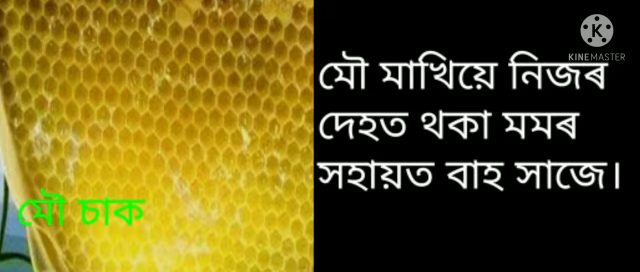 KINEMASTER
মৌ মাখিয়ে নিজৰ
দেহত থকা মমৰ
সহায়ত বাহ সাজে।
মৌ চাক